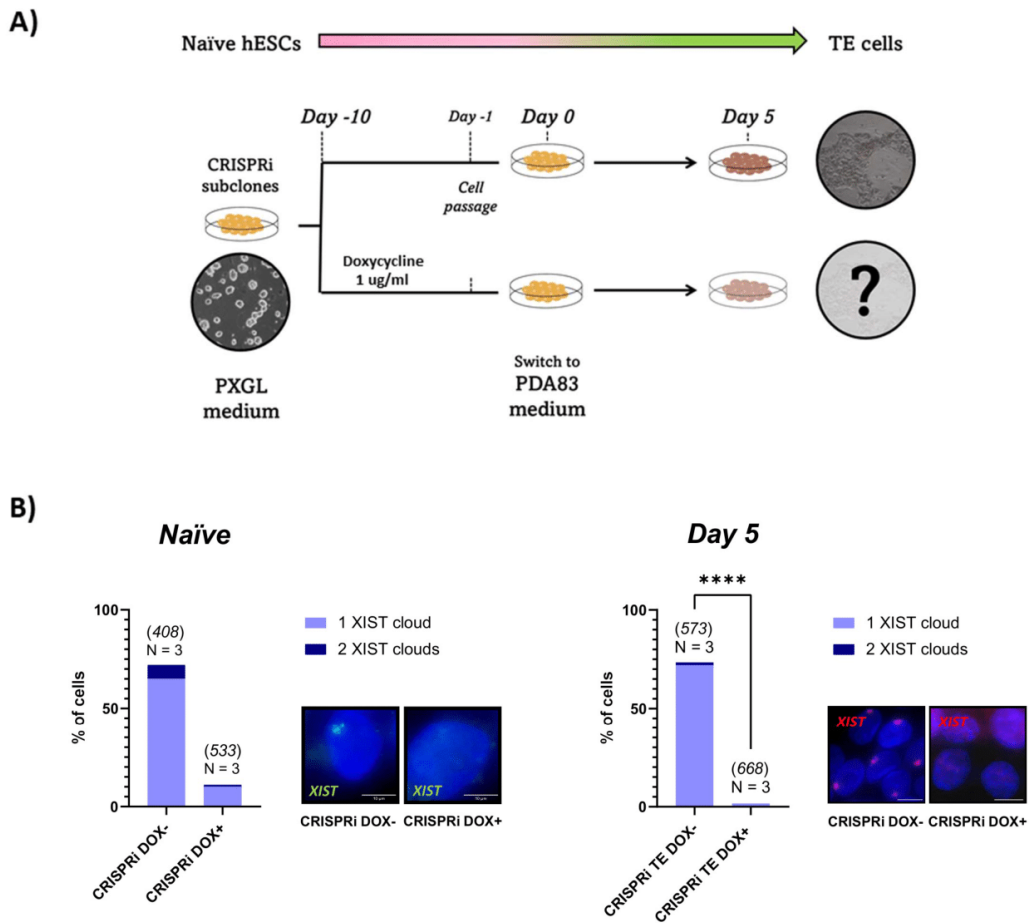 A)
Naïve hESCs
TE cells
Day -10
Day -1
Day 0
Day 5
CRISPRi
subclones
Cell
passage
Doxycycline
1 ug/ml
?
PXGL
medium
Switch to
PDA83
medium
B)
Naïve
100
50
0
% of cells
(408)
N = 3
(533)
N = 3
CRISPRi DOX-
CRISPRi DOX+
1 XIST cloud
2 XIST clouds
XIST
10 µm
XIST
10 µm
CRISPRi DOX-
CRISPRi DOX+
Day 5
****
100
50
0
% of cells
(573)
N = 3
(668)
N = 3
CRISPRi TE DOX-
CRISPRi TE DOX+
1 XIST cloud
2 XIST clouds
XIST
XIST
CRISPRi DOX-
CRISPRi DOX+